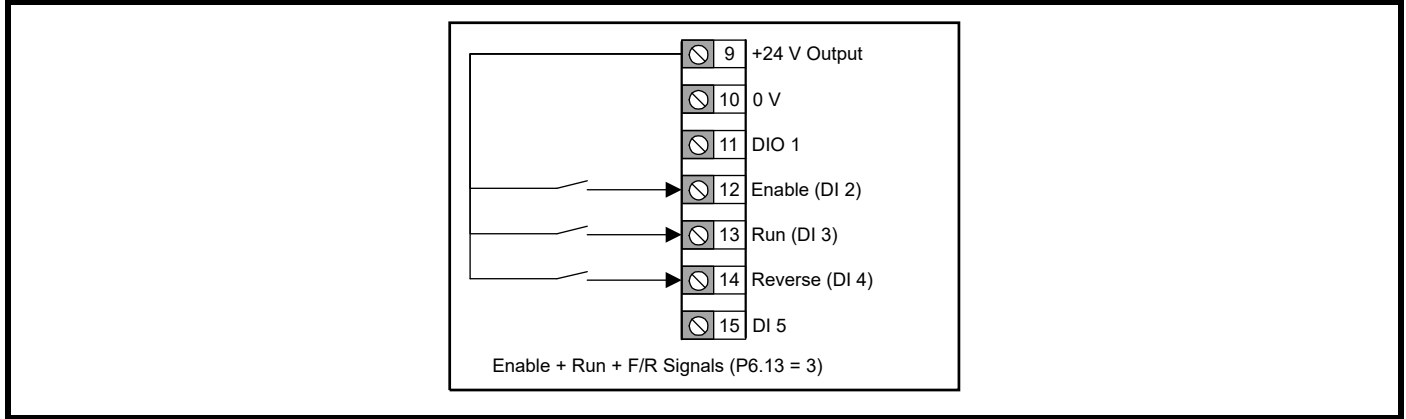 9 +24 V Output
10 0 V
11 DIO 1
12 Enable (DI 2)
13 Run (DI 3)
14 Reverse (DI 4)
15 DI 5
Enable + Run + F/R Signals (P6.13 = 3)